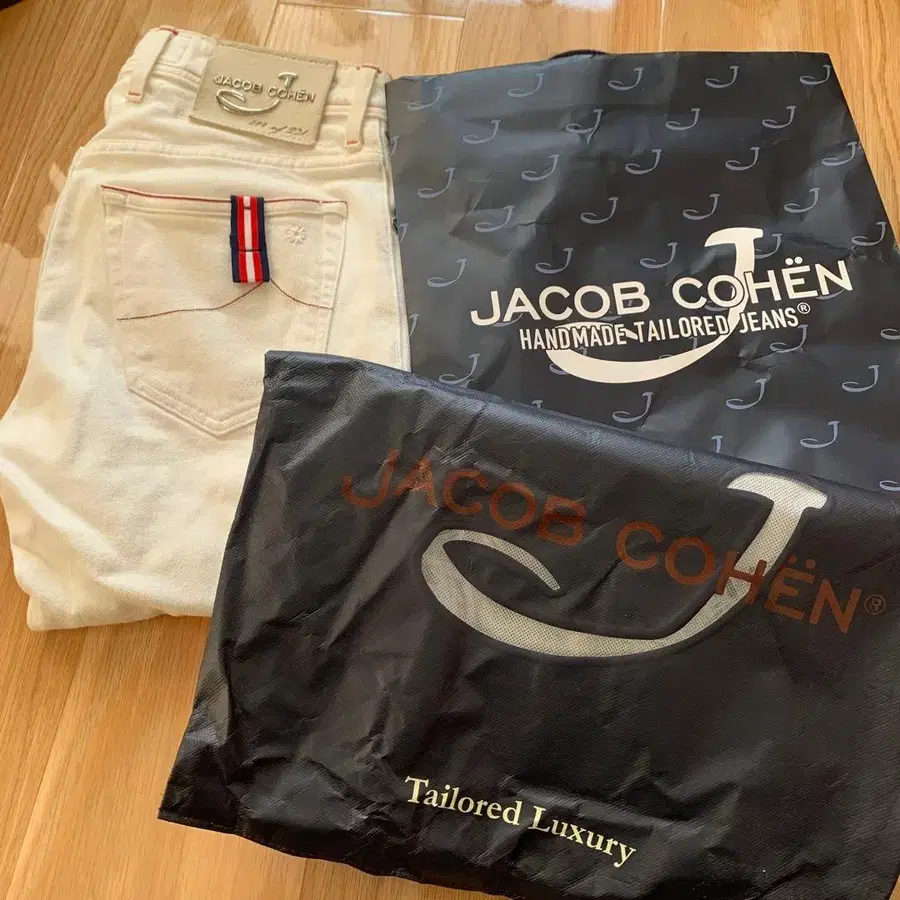 JACOB COHËN
JACOB COHËN
HANDMADE TAILORED JEANS®
JACOB COHËN®
Tailored Luxury